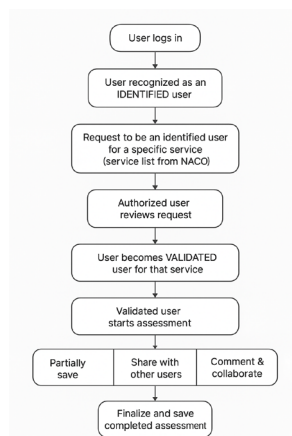 User logs in
User recognized as an
IDENTIFIED user
Request to be an identified user
for a specific service
(service list from NACO)
Authorized user
reviews request
User becomes VALIDATED
user for that service
Validated user
starts assessment
Partially
save
Share with
other users
Comment &
collaborate
Finalize and save
completed assessment